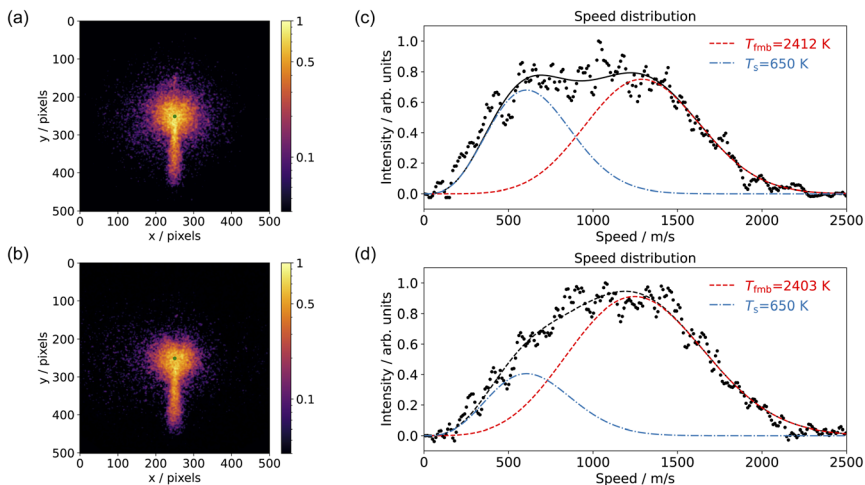 (a)
0
100
200
300
400
500
y / pixels
0 100 200 300 400 500
x / pixels
1
0.5
0.1
(c)
Speed distribution
1.0
0.8
0.6
0.4
0.2
0.0
Intensity / arb. units
T_fmb=2412 K
T_s=650 K
0 500 1000 1500 2000 2500
Speed / m/s
(b)
0
100
200
300
400
500
y / pixels
0 100 200 300 400 500
x / pixels
1
0.5
0.1
(d)
Speed distribution
1.0
0.8
0.6
0.4
0.2
0.0
Intensity / arb. units
T_fmb=2403 K
T_s=650 K
0 500 1000 1500 2000 2500
Speed / m/s